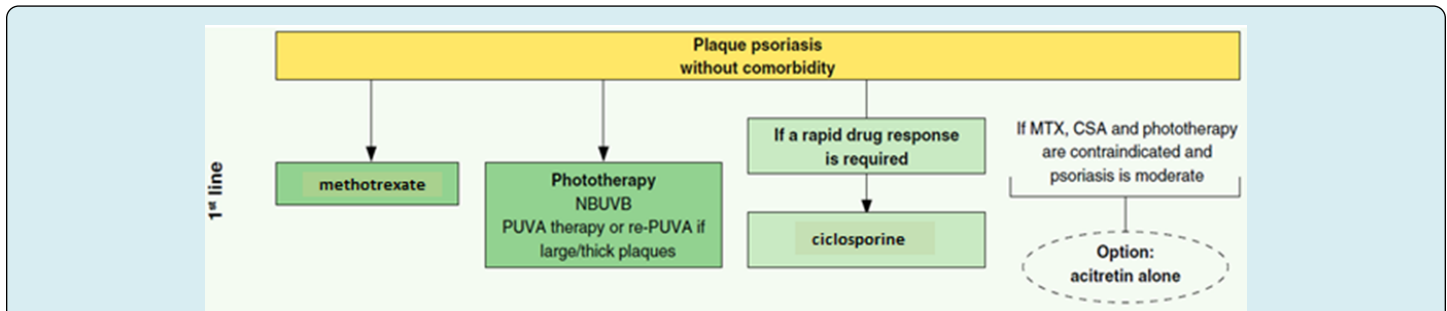 Plaque psoriasis
without comorbidity
1st line
methotrexate
Phototherapy
NBUVB
PUVA therapy or re-PUVA if
large/thick plaques
If a rapid drug response
is required
ciclosporine
If MTX, CSA and phototherapy
are contraindicated and
psoriasis is moderate
Option:
acitretin alone